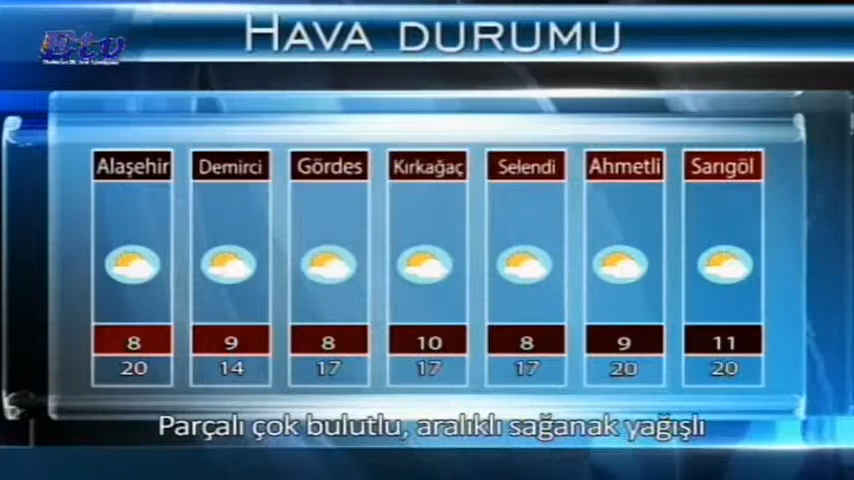 HAVA DURUMU
Etv
Alaşehir Demirci Gördes Kırkağaç Selendi Ahmetli Sarıgöl
8 9 8 10 8 9 11
20 14 17 17 17 20 20
Parçalı çok bulutlu, aralıklı sağanak yağışlı